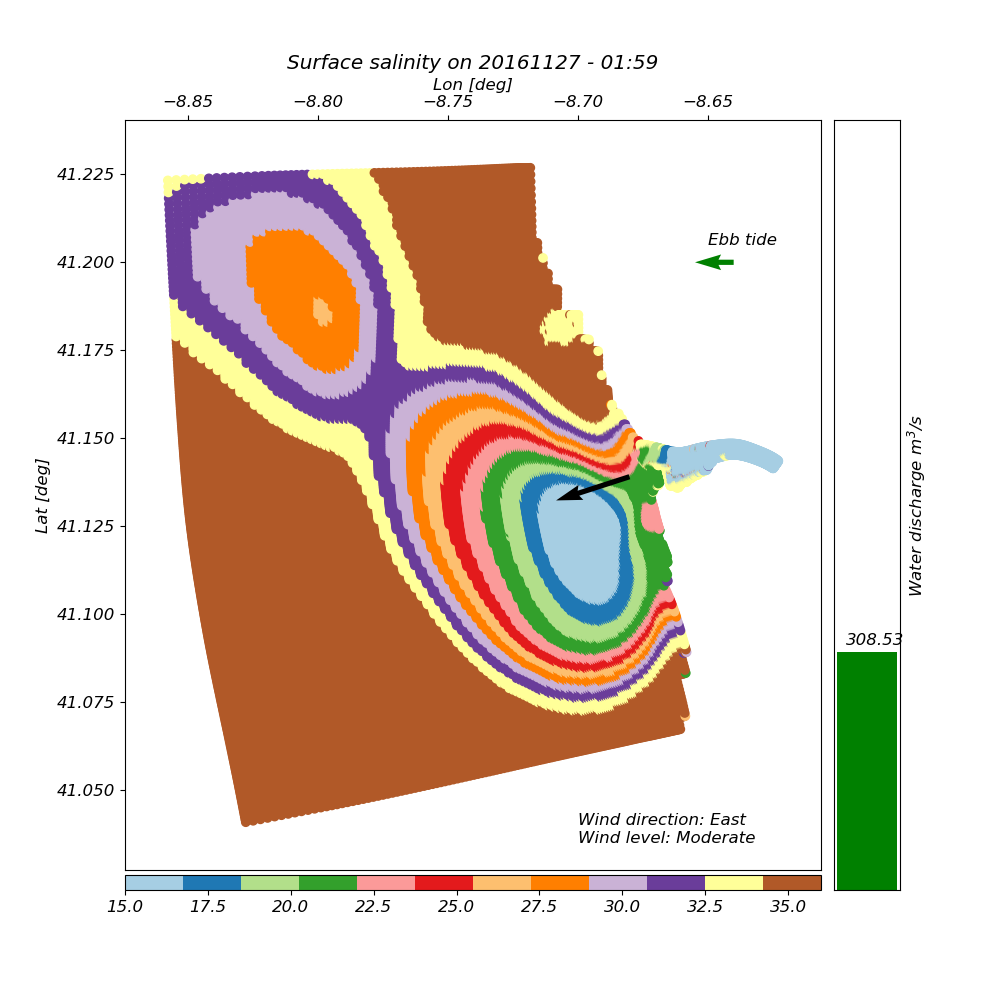 Surface salinity on 20161127 - 01:59
Lon [deg]
−8.85 −8.80 −8.75 −8.70 −8.65
41.225
41.200
41.175
41.150
41.125
41.100
41.075
41.050
Lat [deg]
Ebb tide
Wind direction: East
Wind level: Moderate
308.53
Water discharge m³/s
15.0 17.5 20.0 22.5 25.0 27.5 30.0 32.5 35.0